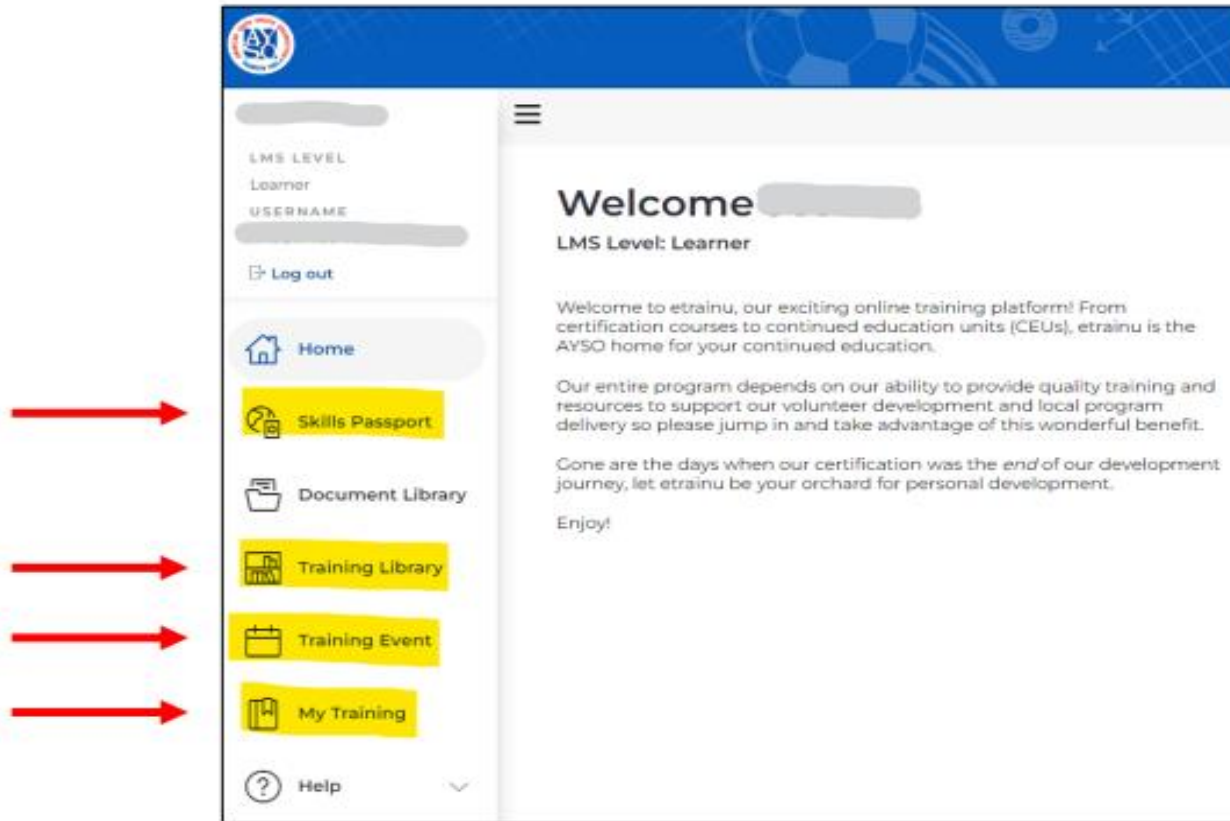 AY
SO
LMS LEVEL
Learner
USERNAME
Log out
Home
Skills Passport
Document Library
Training Library
Training Event
My Training
Help
Welcome
LMS Level: Learner
Welcome to etrainu, our exciting online training platform! From
certification courses to continued education units (CEUs), etrainu is the
AYSO home for your continued education.
Our entire program depends on our ability to provide quality training and
resources to support our volunteer development and local program
delivery so please jump in and take advantage of this wonderful benefit.
Gone are the days when our certification was the end of our development
journey, let etrainu be your orchard for personal development.
Enjoy!